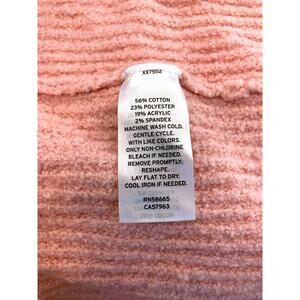 XX7502
56% COTTON
23% POLYESTER
19% ACRYLIC
2% SPANDEX
MACHINE WASH COLD,
GENTLE CYCLE.
WITH LIKE COLORS.
ONLY NON-CHLORINE
BLEACH IF NEEDED.
REMOVE PROMPTLY.
RESHAPE.
LAY FLAT TO DRY.
COOL IRON IF NEEDED.
RN58665
CA57963